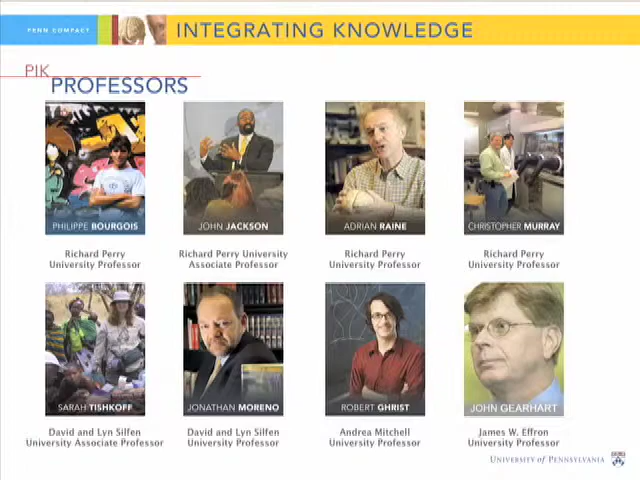 PENN COMPACT
INTEGRATING KNOWLEDGE
PIK
PROFESSORS
PHILIPPE BOURGOIS
JOHN JACKSON
ADRIAN RAINE
CHRISTOPHER MURRAY
Richard Perry
University Professor
Richard Perry University
Associate Professor
Richard Perry
University Professor
Richard Perry
University Professor
SARAH TISHKOFF
JONATHAN MORENO
ROBERT GHRIST
JOHN GEARHART
David and Lyn Silfen
University Associate Professor
David and Lyn Silfen
University Professor
Andrea Mitchell
University Professor
James W. Effron
University Professor
UNIVERSITY of PENNSYLVANIA